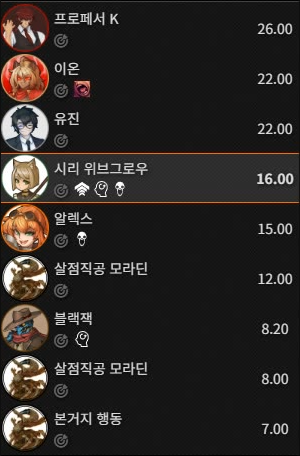 프로페서 K
26.00
이온
22.00
유진
22.00
시리 위브그로우
16.00
알렉스
15.00
살점직공 모라딘
12.00
블랙잭
8.20
살점직공 모라딘
8.00
본거지 행동
7.00